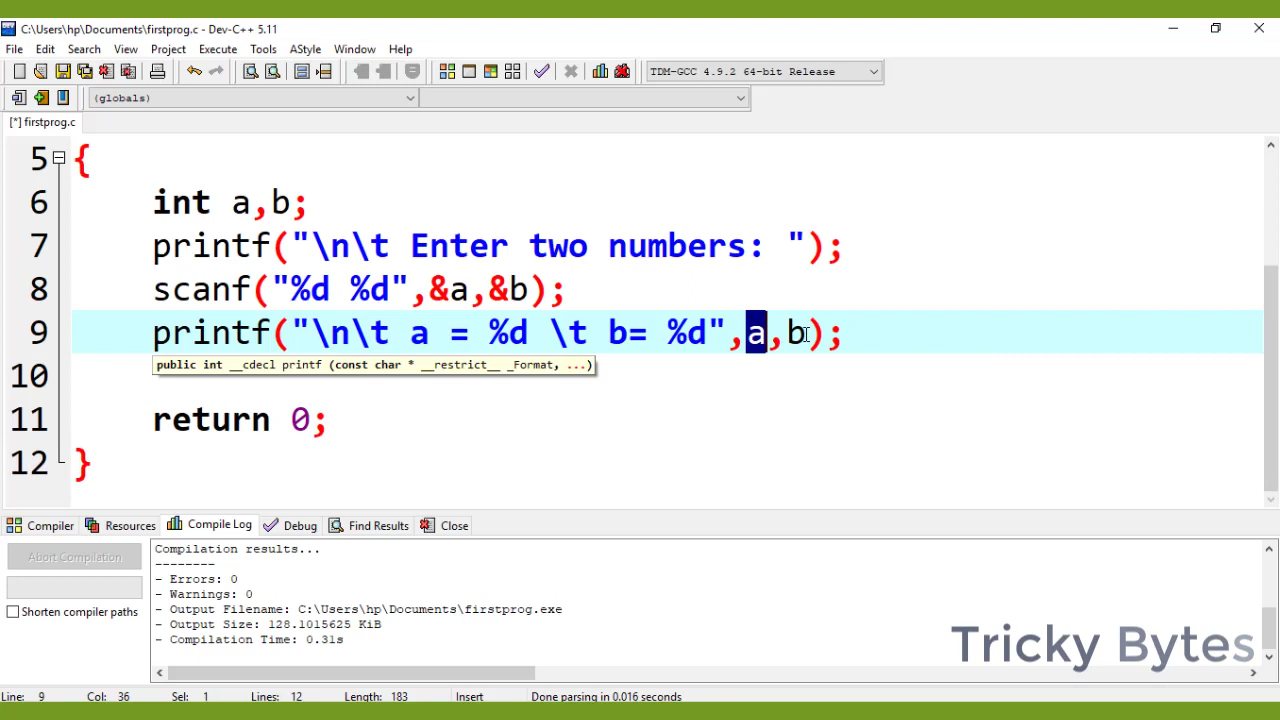 C:\Users\hp\Documents\firstprog.c - Dev-C++ 5.11
File Edit Search View Project Execute Tools AStyle Window Help
TDM-GCC 4.9.2 64-bit Release
(globals)
[*] firstprog.c
5 {
6 int a,b;
7 printf("\n\t Enter two numbers: ");
8 scanf("%d %d",&a,&b);
9 printf("\n\t a = %d \t b= %d",a,b);
public int __cdecl printf (const char * __restrict__ _Format, ...)
10
11 return 0;
12 }
Compiler Resources Compile Log Debug Find Results Close
Abort Compilation
Shorten compiler paths
Compilation results...
--------
- Errors: 0
- Warnings: 0
- Output Filename: C:\Users\hp\Documents\firstprog.exe
- Output Size: 128.1015625 KiB
- Compilation Time: 0.31s
Tricky Bytes
Line: 9 Col: 36 Sel: 1 Lines: 12 Length: 183 Insert Done parsing in 0.016 seconds